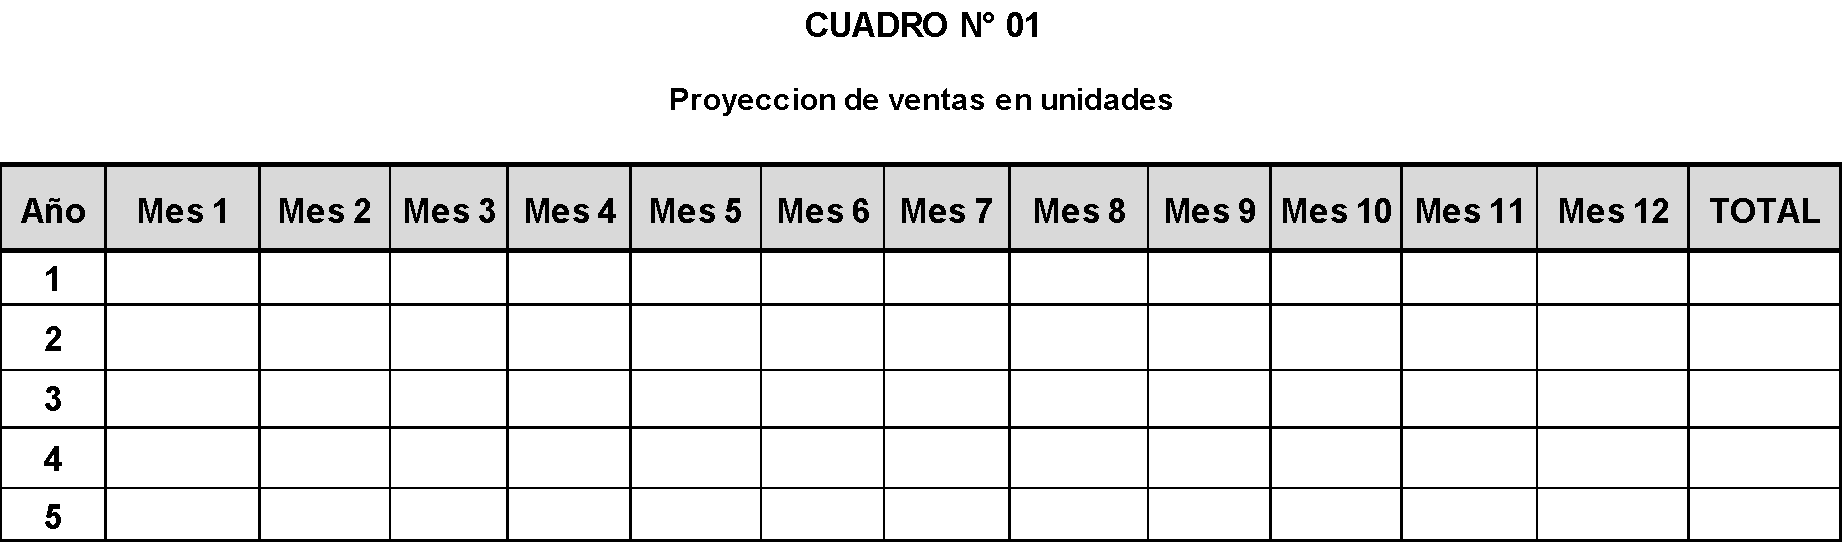 CUADRO N° 01
Proyeccion de ventas en unidades
Año Mes 1 Mes 2 Mes 3 Mes 4 Mes 5 Mes 6 Mes 7 Mes 8 Mes 9 Mes 10 Mes 11 Mes 12 TOTAL
1
2
3
4
5